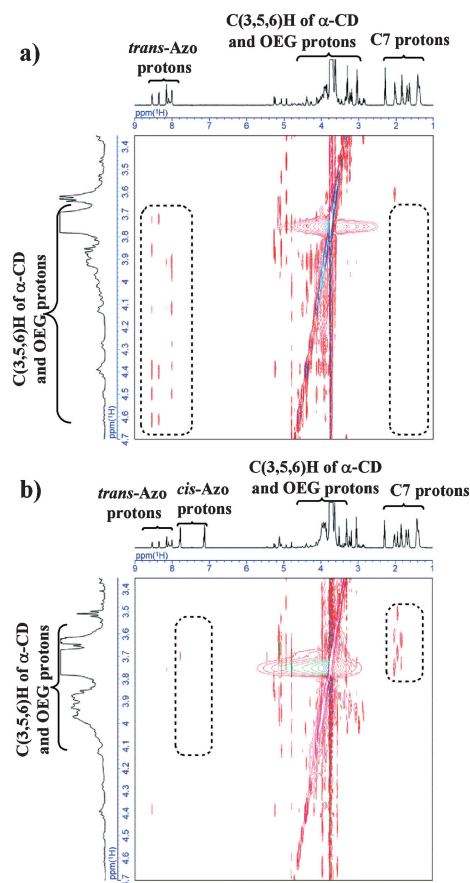 a)
trans-Azo
protons
C(3,5,6)H of α-CD
and OEG protons
C7 protons
9 8 7 6 5 4 3 2 1
ppm(¹H)
C(3,5,6)H of α-CD
and OEG protons
3.4
3.5
3.6
3.7
3.8
3.9
4
4.1
4.2
4.3
4.4
4.5
4.6
4.7
ppm(¹H)
b)
trans-Azo
protons
cis-Azo
protons
C(3,5,6)H of α-CD
and OEG protons
C7 protons
9 8 7 6 5 4 3 2 1
ppm(¹H)
C(3,5,6)H of α-CD
and OEG protons
3.4
3.5
3.6
3.7
3.8
3.9
4
4.1
4.2
4.3
4.4
4.5
4.6
4.7
ppm(¹H)